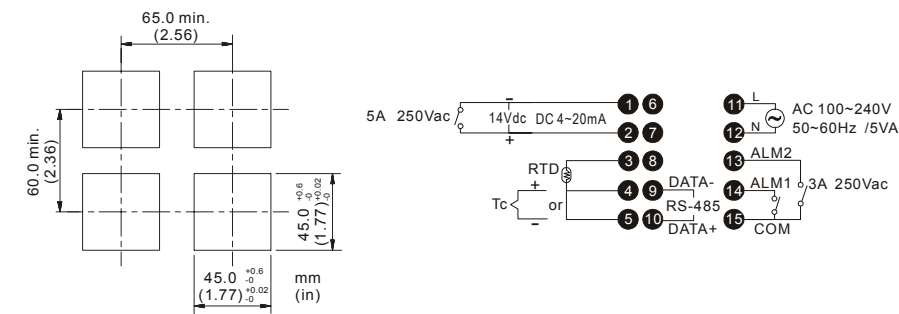 65.0 min.
(2.56)
60.0 min.
(2.36)
45.0 +0.6 -0
(1.77) +0.02 -0
45.0 +0.6 -0
(1.77) +0.02 -0
mm
(in)
5A 250Vac
-
14Vdc DC 4~20mA
+
1 6
2 7
3 8
4 9
5 10
RTD
+
Tc or
-
DATA-
RS-485
DATA+
11 L
12 N
AC 100~240V
50~60Hz /5VA
13 ALM2
14 ALM1
3A 250Vac
15 COM